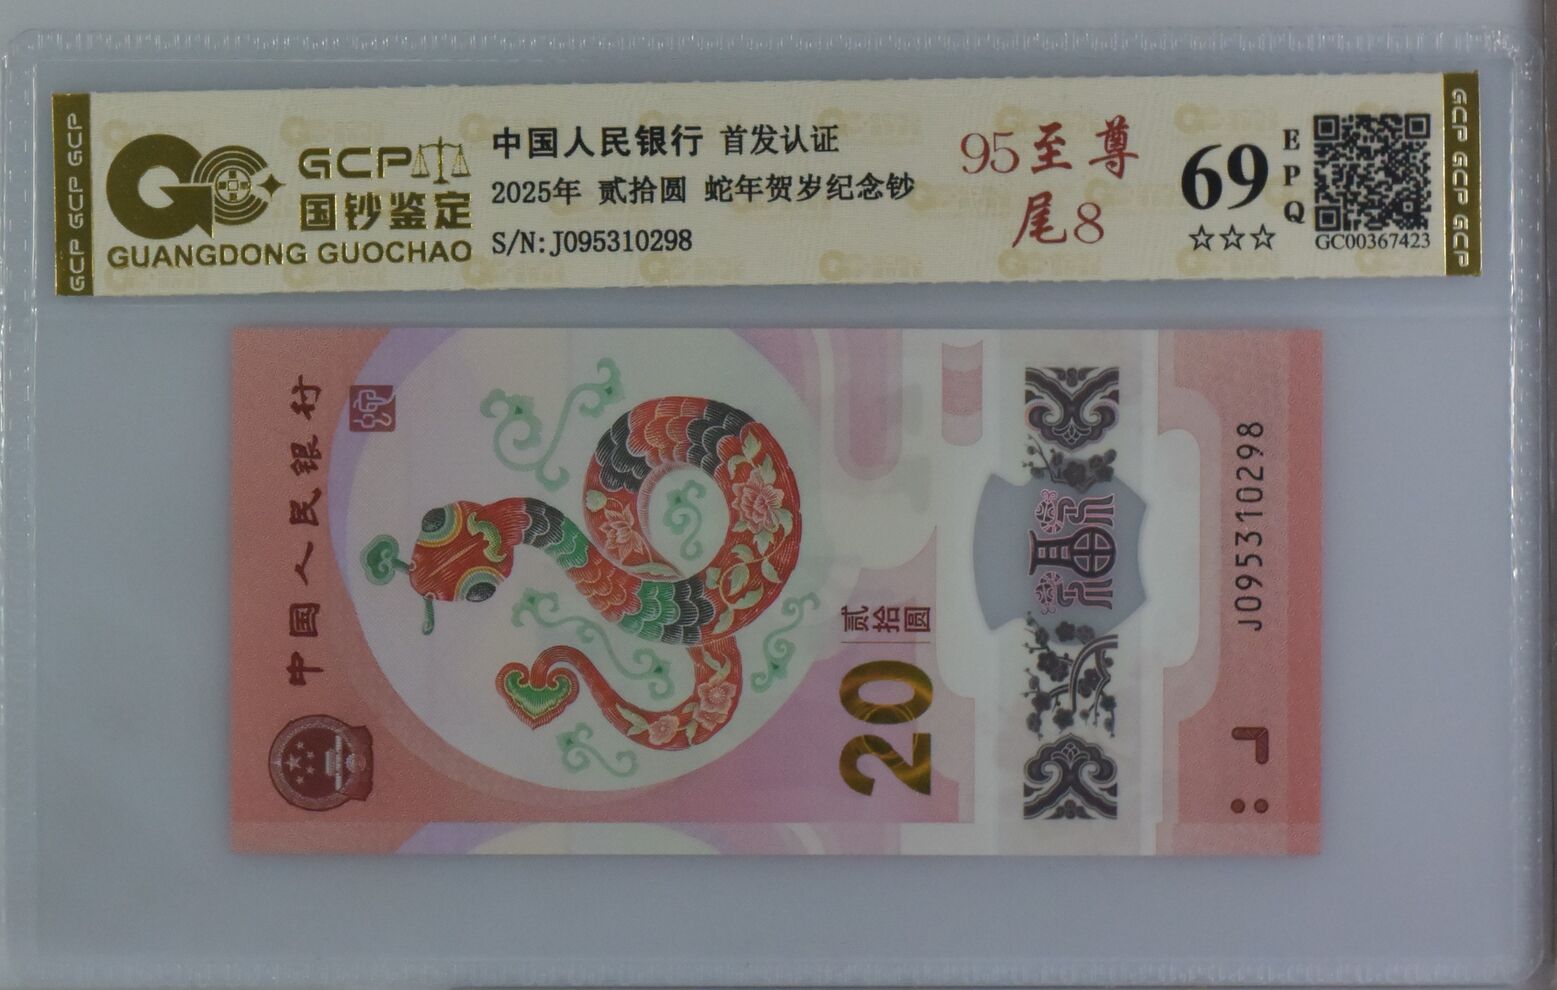 GCP GCP GCP
GCP
国钞鉴定
GUANGDONG GUOCHAO
中国人民银行 首发认证
2025年 贰拾圆 蛇年贺岁纪念钞
S/N:J095310298
95至尊
尾8
69
EPQ
☆☆☆
GC00367423
GCP GCP GCP
中国人民银行
贰拾圆
20
福
J095310298